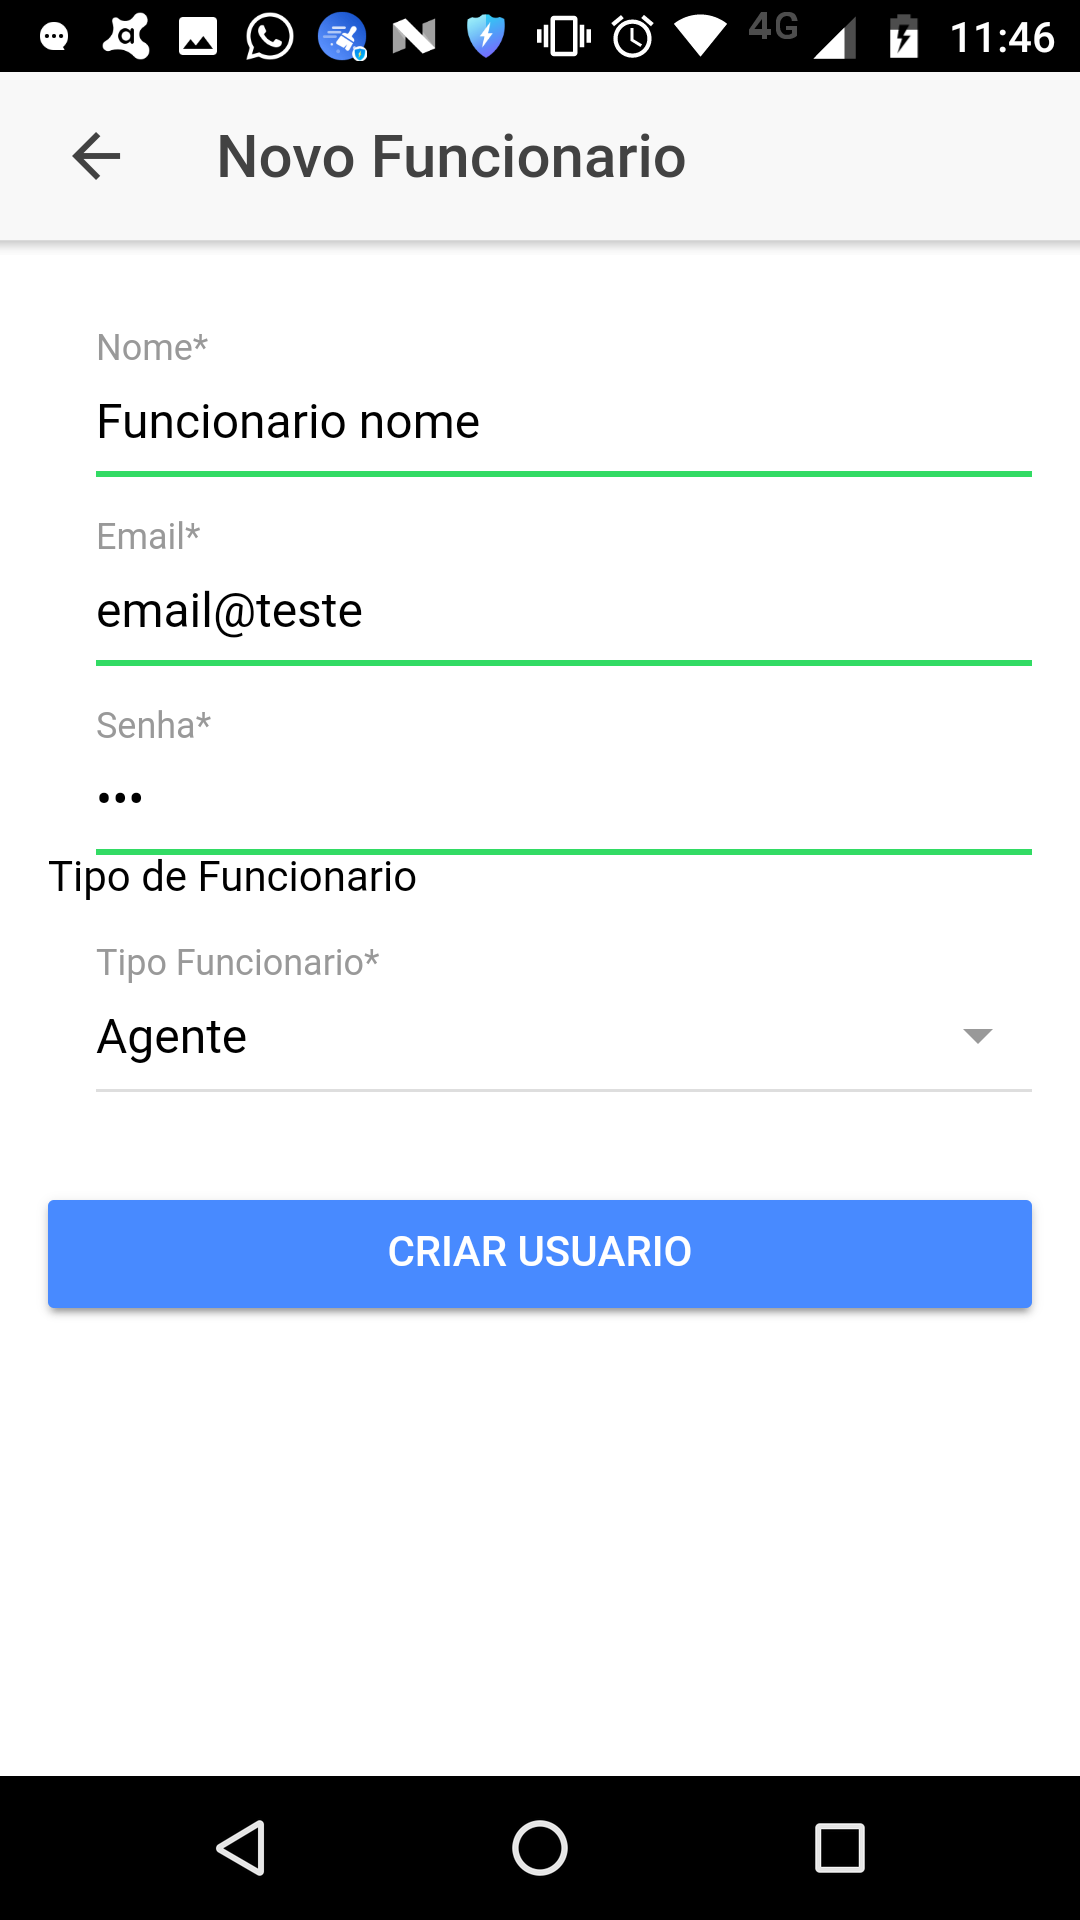 4G 11:46
Novo Funcionario
Nome*
Funcionario nome
Email*
email@teste
Senha*
•••
Tipo de Funcionario
Tipo Funcionario*
Agente
CRIAR USUARIO